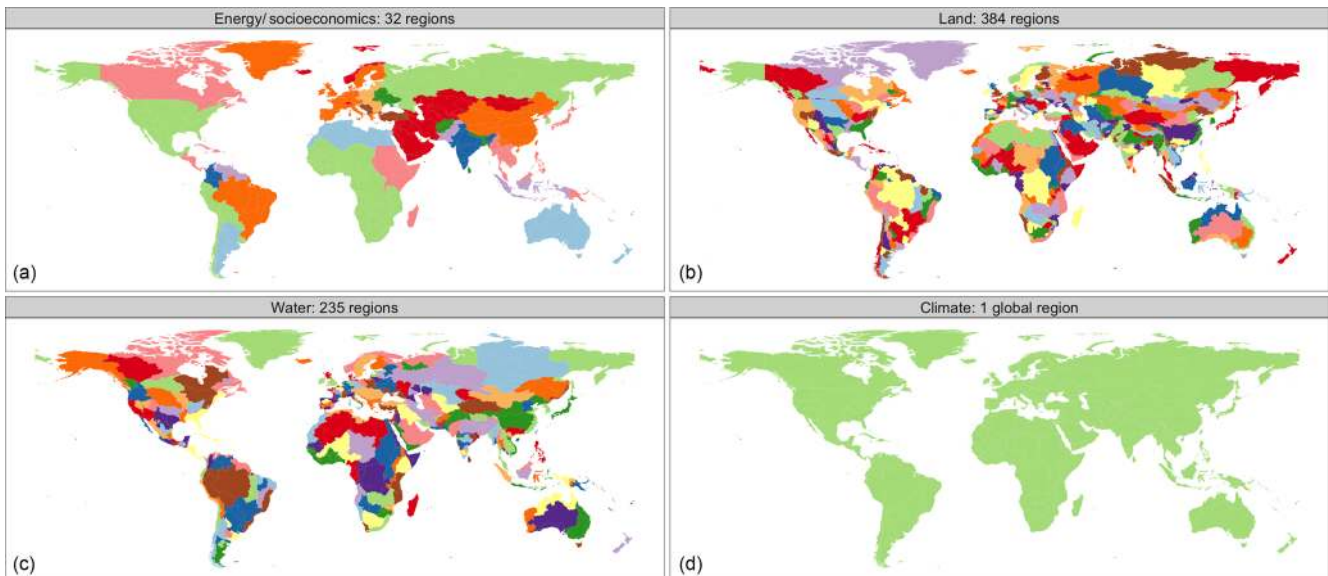 Energy/ socioeconomics: 32 regions
Land: 384 regions
(a)
(b)
Water: 235 regions
Climate: 1 global region
(c)
(d)